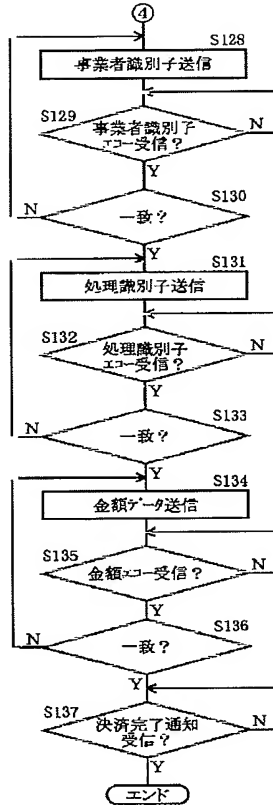 4
S128
事業者識別子送信
S129
事業者識別子
エコー受信?
N
Y
S130
N
一致?
Y
S131
処理識別子送信
S132
処理識別子
エコー受信?
N
Y
S133
N
一致?
Y
S134
金額データ送信
S135
金額エコー受信?
N
Y
S136
N
一致?
Y
S137
決済完了通知
受信?
N
Y
エンド